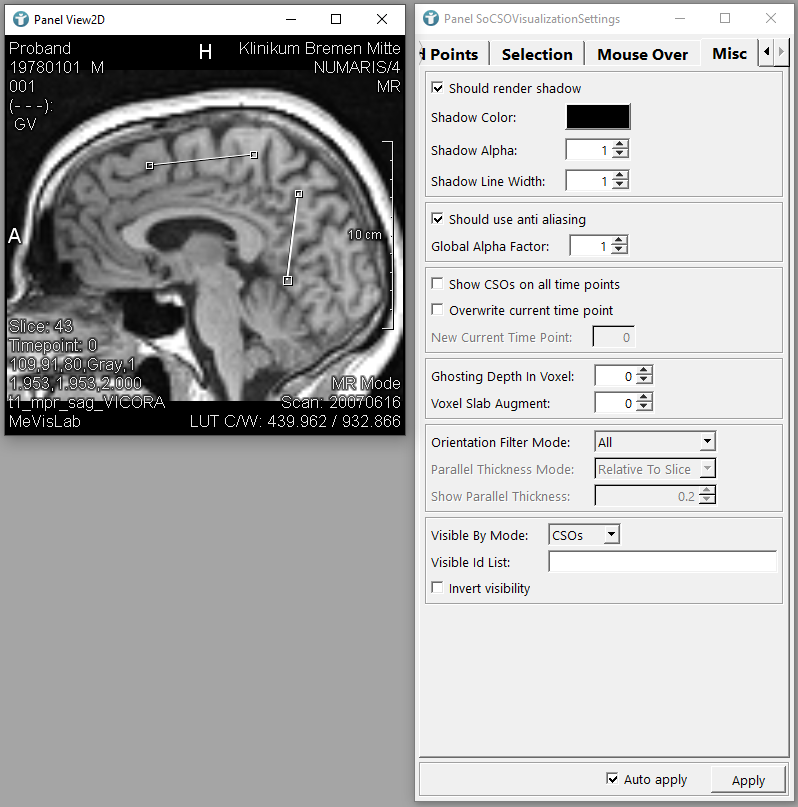 Panel View2D
Proband
19780101 M
001
(- - -):
GV
H
Klinikum Bremen Mitte
NUMARIS/4
MR
A
10 cm
Slice: 43
Timepoint: 0
109,91,80,Gray,1
1.953,1.953,2.000
t1_mpr_sag_VICORA
MeVisLab
MR Mode
Scan: 20070616
LUT C/W: 439.962 / 932.866
Panel SoCSOVisualizationSettings
Points Selection Mouse Over Misc
Should render shadow
Shadow Color:
Shadow Alpha: 1
Shadow Line Width: 1
Should use anti aliasing
Global Alpha Factor: 1
Show CSOs on all time points
Overwrite current time point
New Current Time Point: 0
Ghosting Depth In Voxel: 0
Voxel Slab Augment: 0
Orientation Filter Mode: All
Parallel Thickness Mode: Relative To Slice
Show Parallel Thickness: 0.2
Visible By Mode: CSOs
Visible Id List:
Invert visibility
Auto apply Apply